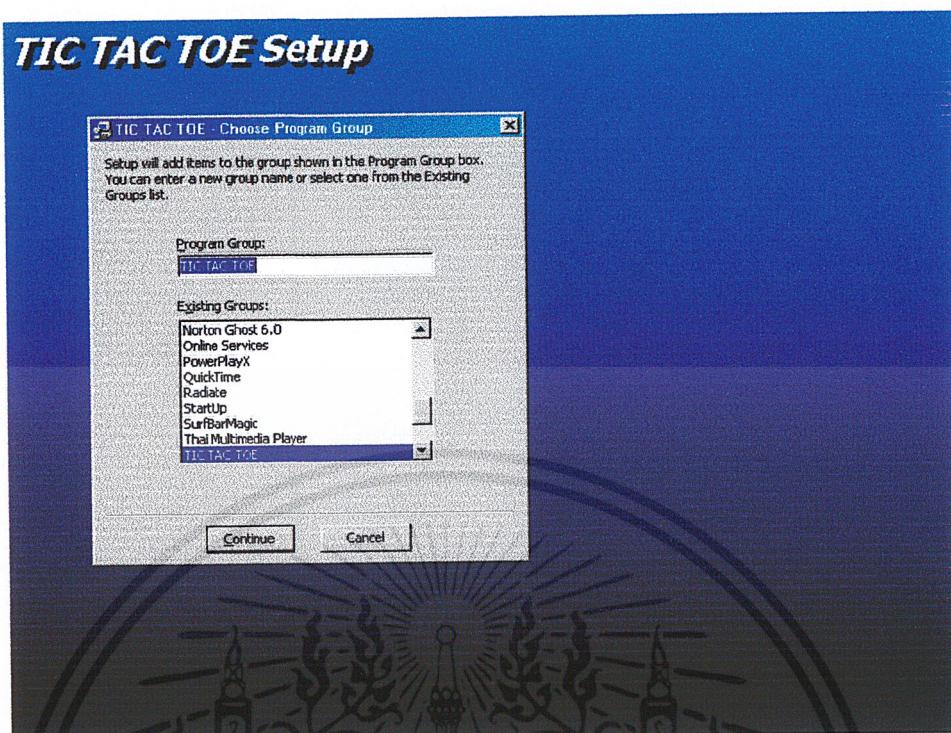 TIC TAC TOE Setup
TIC TAC TOE - Choose Program Group
Setup will add items to the group shown in the Program Group box.
You can enter a new group name or select one from the Existing
Groups list.
Program Group:
TIC TAC TOE
Existing Groups:
Norton Ghost 6.0
Online Services
PowerPlayX
QuickTime
Radiate
StartUp
SurfBarMagic
Thai Multimedia Player
TIC TAC TOE
Continue
Cancel